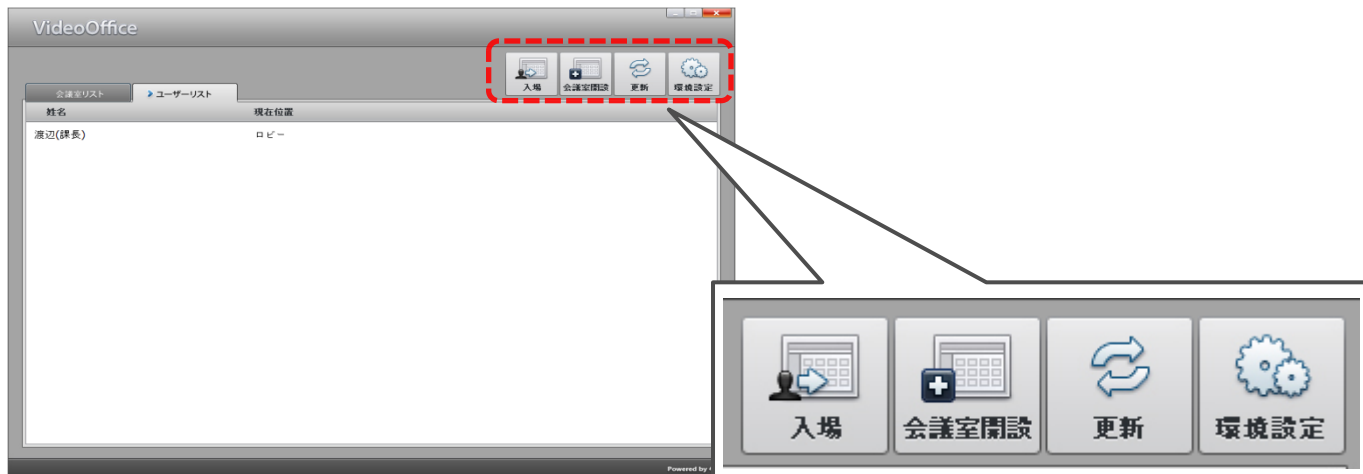 VideoOffice
入場 会議室開設 更新 環境設定
会議室リスト ユーザーリスト
姓名 現在位置
渡辺(課長) ロビー
Powered by
入場 会議室開設 更新 環境設定